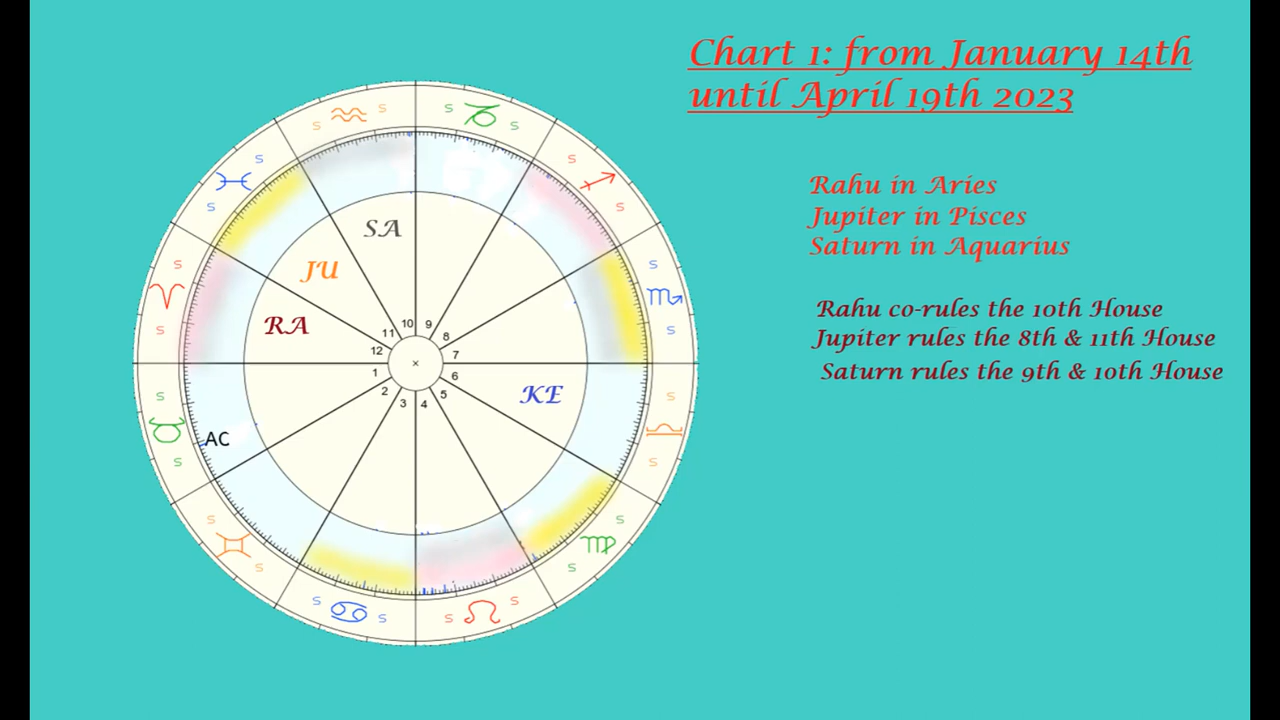 Chart 1: from January 14th
until April 19th 2023
Rahu in Aries
Jupiter in Pisces
Saturn in Aquarius
Rahu co-rules the 10th House
Jupiter rules the 8th & 11th House
Saturn rules the 9th & 10th House
S S S S
S S
SA
S S
JU
S S
RA
11 10 9 8
12 7
1 6
2 3 4 5
KE
AC
S S
S S
S S
S S
S S S S